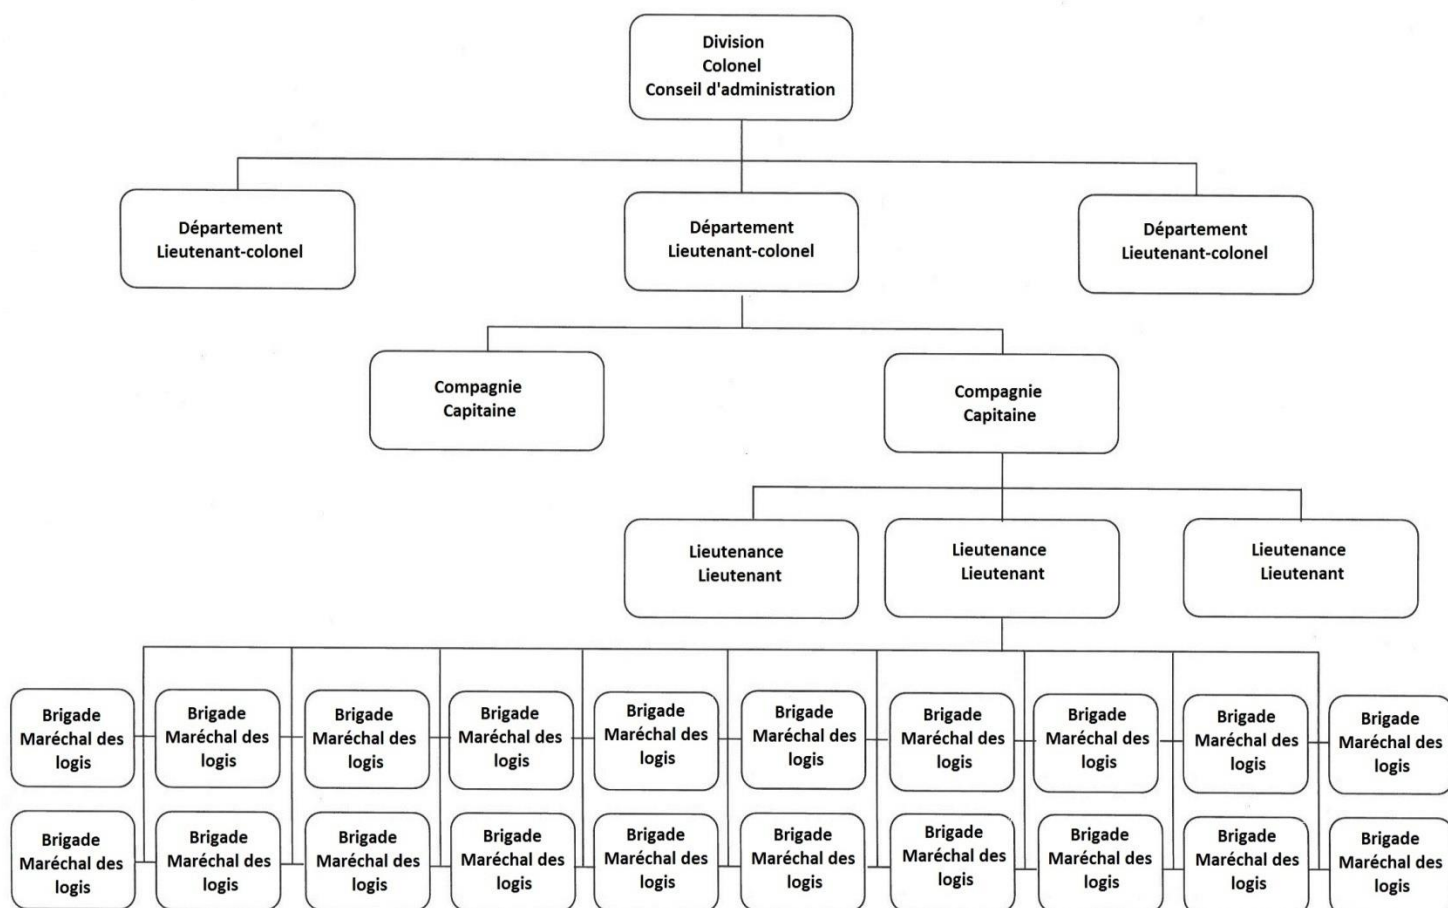 Division
Colonel
Conseil d'administration
Département
Lieutenant-colonel
Département
Lieutenant-colonel
Département
Lieutenant-colonel
Compagnie
Capitaine
Compagnie
Capitaine
Lieutenance
Lieutenant
Lieutenance
Lieutenant
Lieutenance
Lieutenant
Brigade
Maréchal des
logis
Brigade
Maréchal des
logis
Brigade
Maréchal des
logis
Brigade
Maréchal des
logis
Brigade
Maréchal des
logis
Brigade
Maréchal des
logis
Brigade
Maréchal des
logis
Brigade
Maréchal des
logis
Brigade
Maréchal des
logis
Brigade
Maréchal des
logis
Brigade
Maréchal des
logis
Brigade
Maréchal des
logis
Brigade
Maréchal des
logis
Brigade
Maréchal des
logis
Brigade
Maréchal des
logis
Brigade
Maréchal des
logis
Brigade
Maréchal des
logis
Brigade
Maréchal des
logis
Brigade
Maréchal des
logis
Brigade
Maréchal des
logis